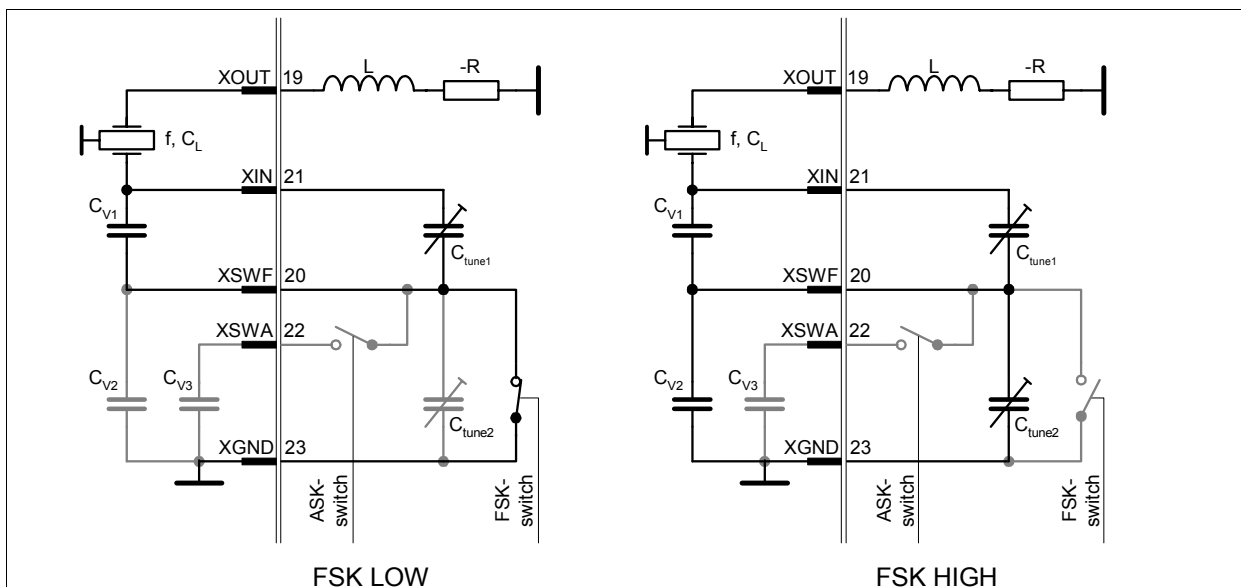 XOUT 19 L -R
f, C_L
XIN 21
C_V1
C_tune1
XSWF 20
XSWA 22
C_V2 C_V3
C_tune2
XGND 23
ASK-
switch
FSK-
switch
FSK LOW
XOUT 19 L -R
f, C_L
XIN 21
C_V1
C_tune1
XSWF 20
XSWA 22
C_V2 C_V3
C_tune2
XGND 23
ASK-
switch
FSK-
switch
FSK HIGH